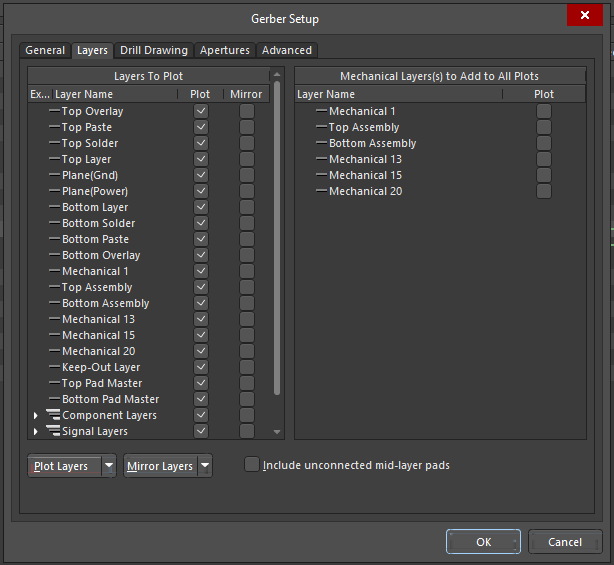 Gerber Setup
General Layers Drill Drawing Apertures Advanced
Layers To Plot
Ex... Layer Name Plot Mirror
Top Overlay
Top Paste
Top Solder
Top Layer
Plane(Gnd)
Plane(Power)
Bottom Layer
Bottom Solder
Bottom Paste
Bottom Overlay
Mechanical 1
Top Assembly
Bottom Assembly
Mechanical 13
Mechanical 15
Mechanical 20
Keep-Out Layer
Top Pad Master
Bottom Pad Master
Component Layers
Signal Layers
Mechanical Layers(s) to Add to All Plots
Layer Name Plot
Mechanical 1
Top Assembly
Bottom Assembly
Mechanical 13
Mechanical 15
Mechanical 20
Plot Layers Mirror Layers Include unconnected mid-layer pads
OK Cancel